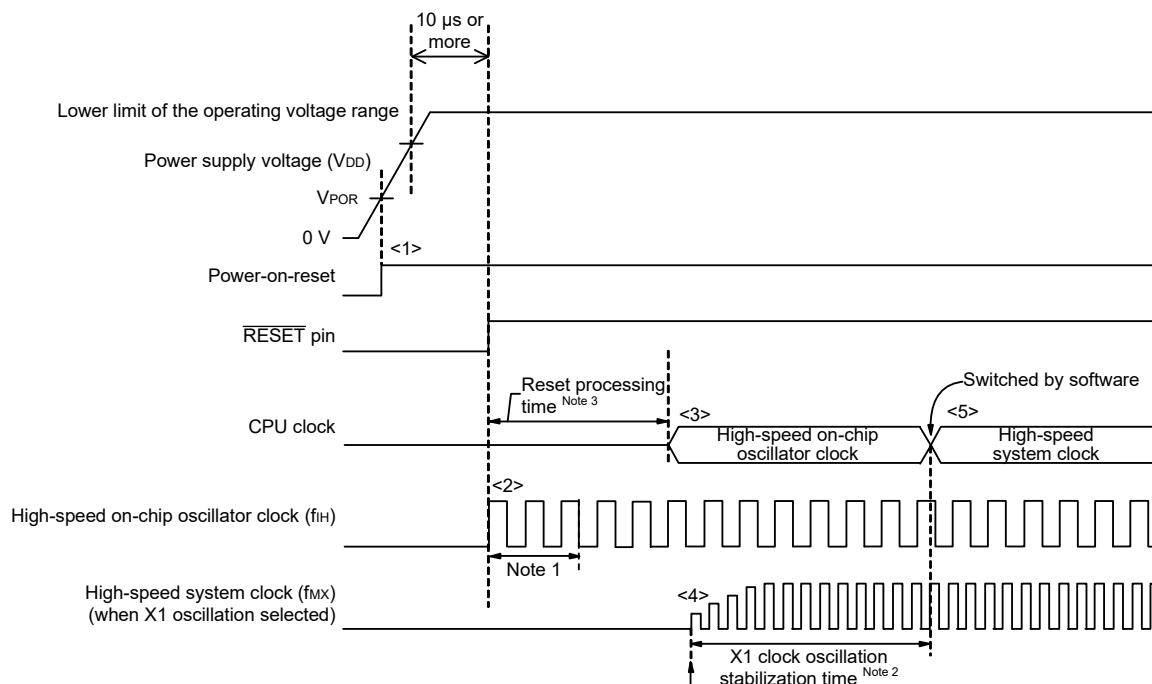 10 µs or
more
Lower limit of the operating voltage range
Power supply voltage (VDD)
VPOR
0 V
<1>
Power-on-reset
RESET pin
Reset processing
time Note 3
Switched by software
CPU clock
<3>
<5>
High-speed on-chip
oscillator clock
High-speed
system clock
<2>
High-speed on-chip oscillator clock (fIH)
Note 1
High-speed system clock (fMX)
(when X1 oscillation selected)
<4>
X1 clock oscillation
stabilization time Note 2